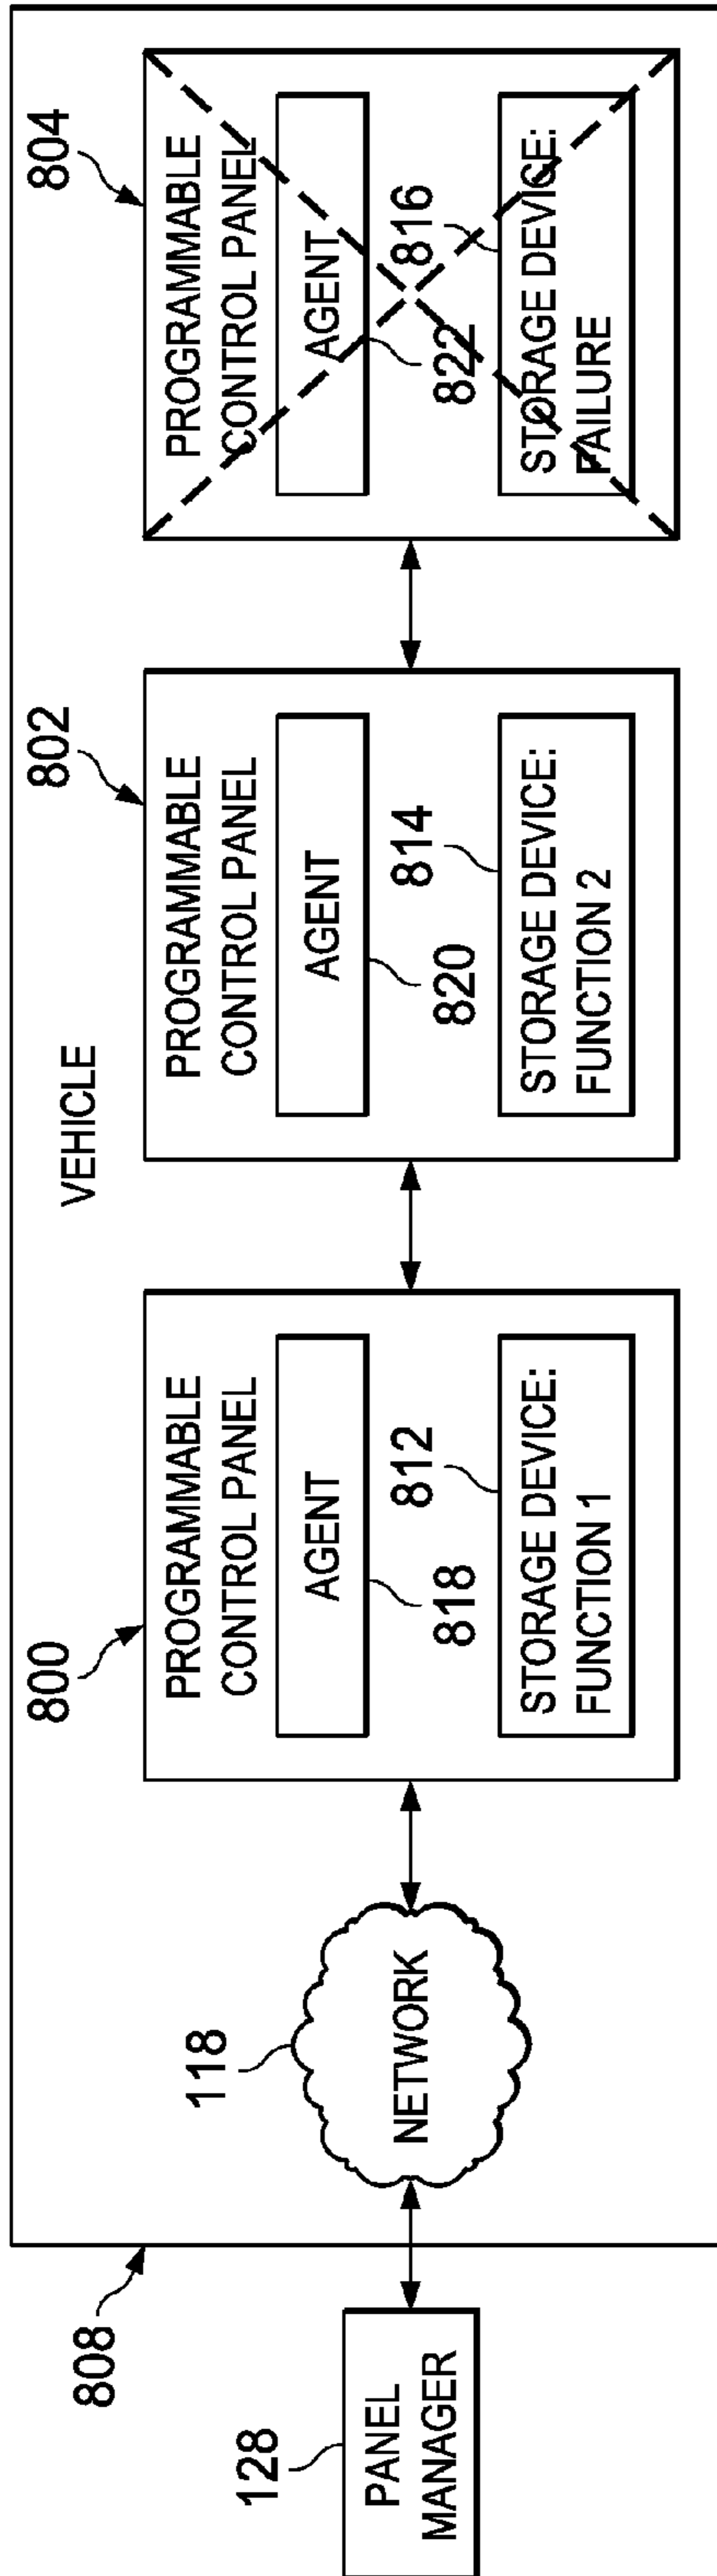 808
VEHICLE
128
PANEL
MANAGER
118
NETWORK
800
PROGRAMMABLE
CONTROL PANEL
AGENT
818
812
STORAGE DEVICE:
FUNCTION 1
802
PROGRAMMABLE
CONTROL PANEL
AGENT
820
814
STORAGE DEVICE:
FUNCTION 2
804
PROGRAMMABLE
CONTROL PANEL
AGENT
822
816
STORAGE DEVICE:
FAILURE